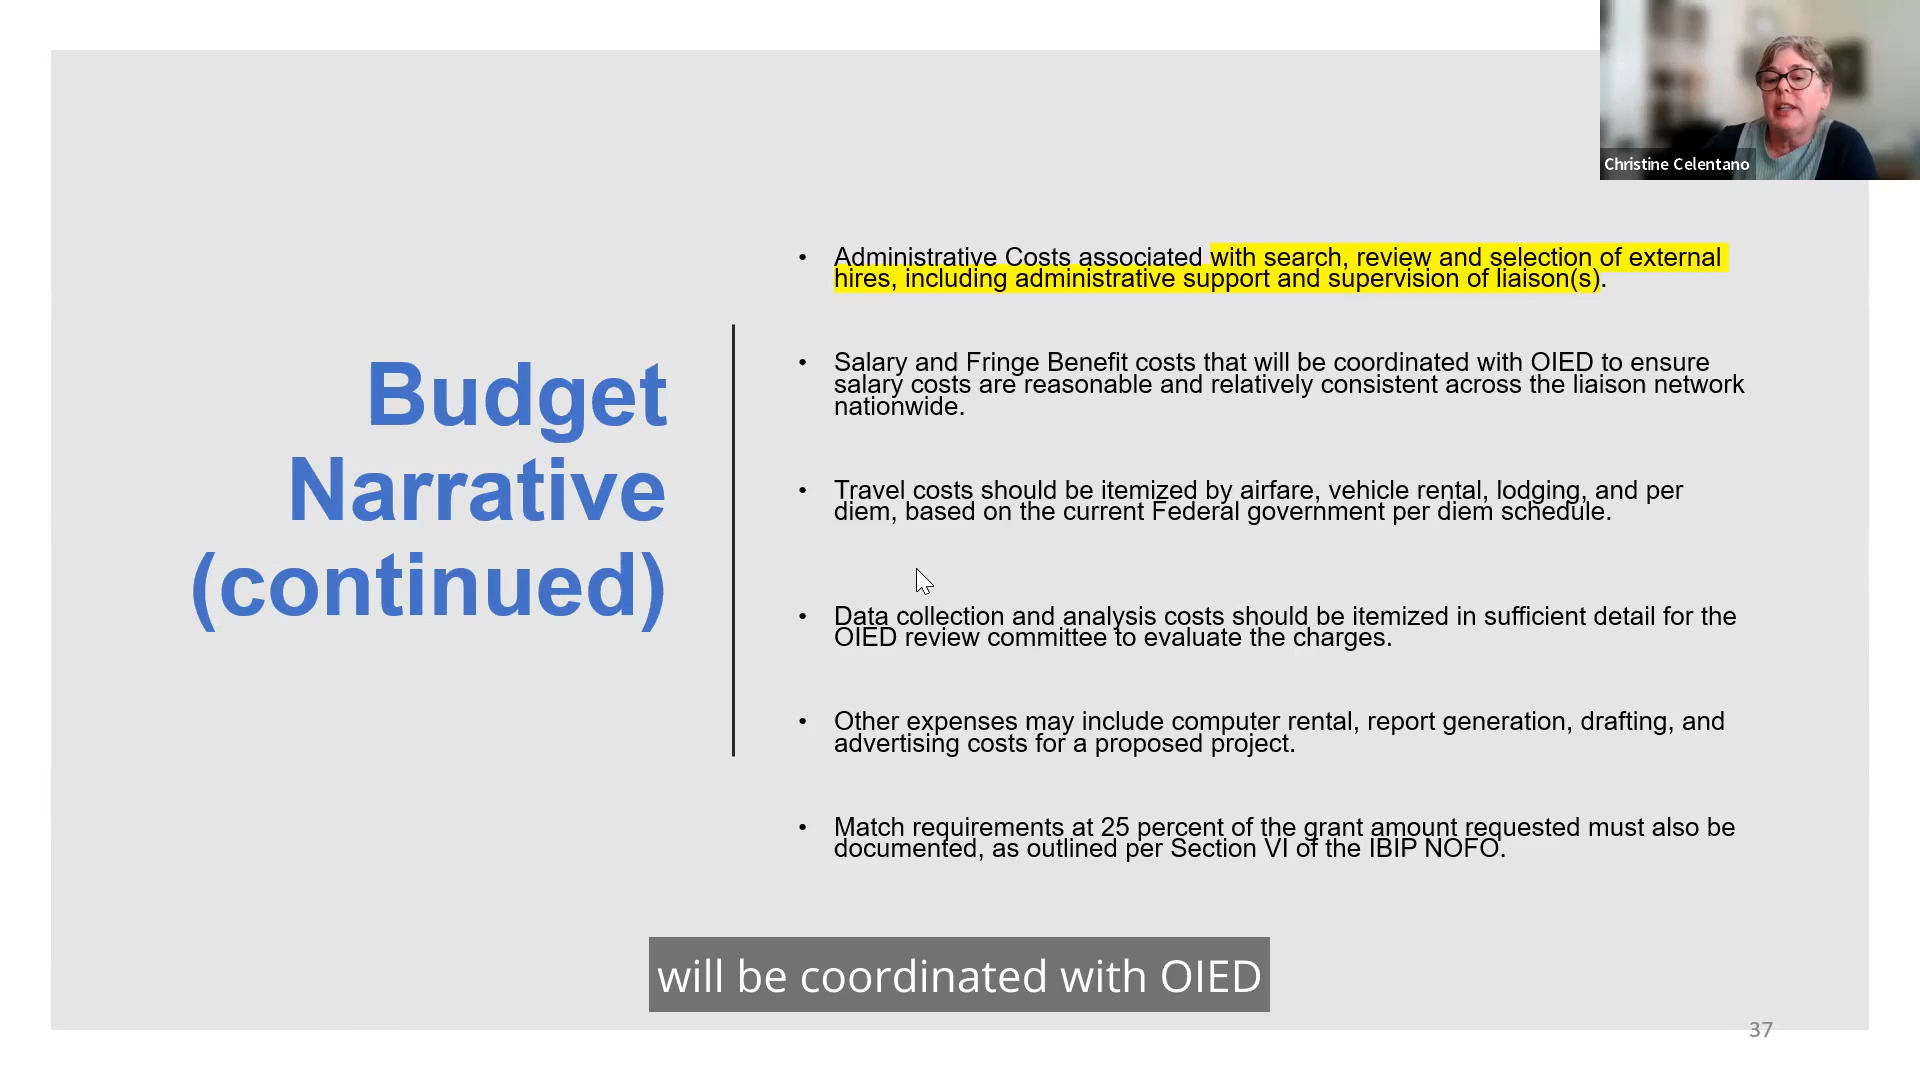 Christine Celentano
Budget
Narrative
(continued)
• Administrative Costs associated with search, review and selection of external
hires, including administrative support and supervision of liaison(s).
• Salary and Fringe Benefit costs that will be coordinated with OIED to ensure
salary costs are reasonable and relatively consistent across the liaison network
nationwide.
• Travel costs should be itemized by airfare, vehicle rental, lodging, and per
diem, based on the current Federal government per diem schedule.
• Data collection and analysis costs should be itemized in sufficient detail for the
OIED review committee to evaluate the charges.
• Other expenses may include computer rental, report generation, drafting, and
advertising costs for a proposed project.
• Match requirements at 25 percent of the grant amount requested must also be
documented, as outlined per Section VI of the IBIP NOFO.
will be coordinated with OIED
37